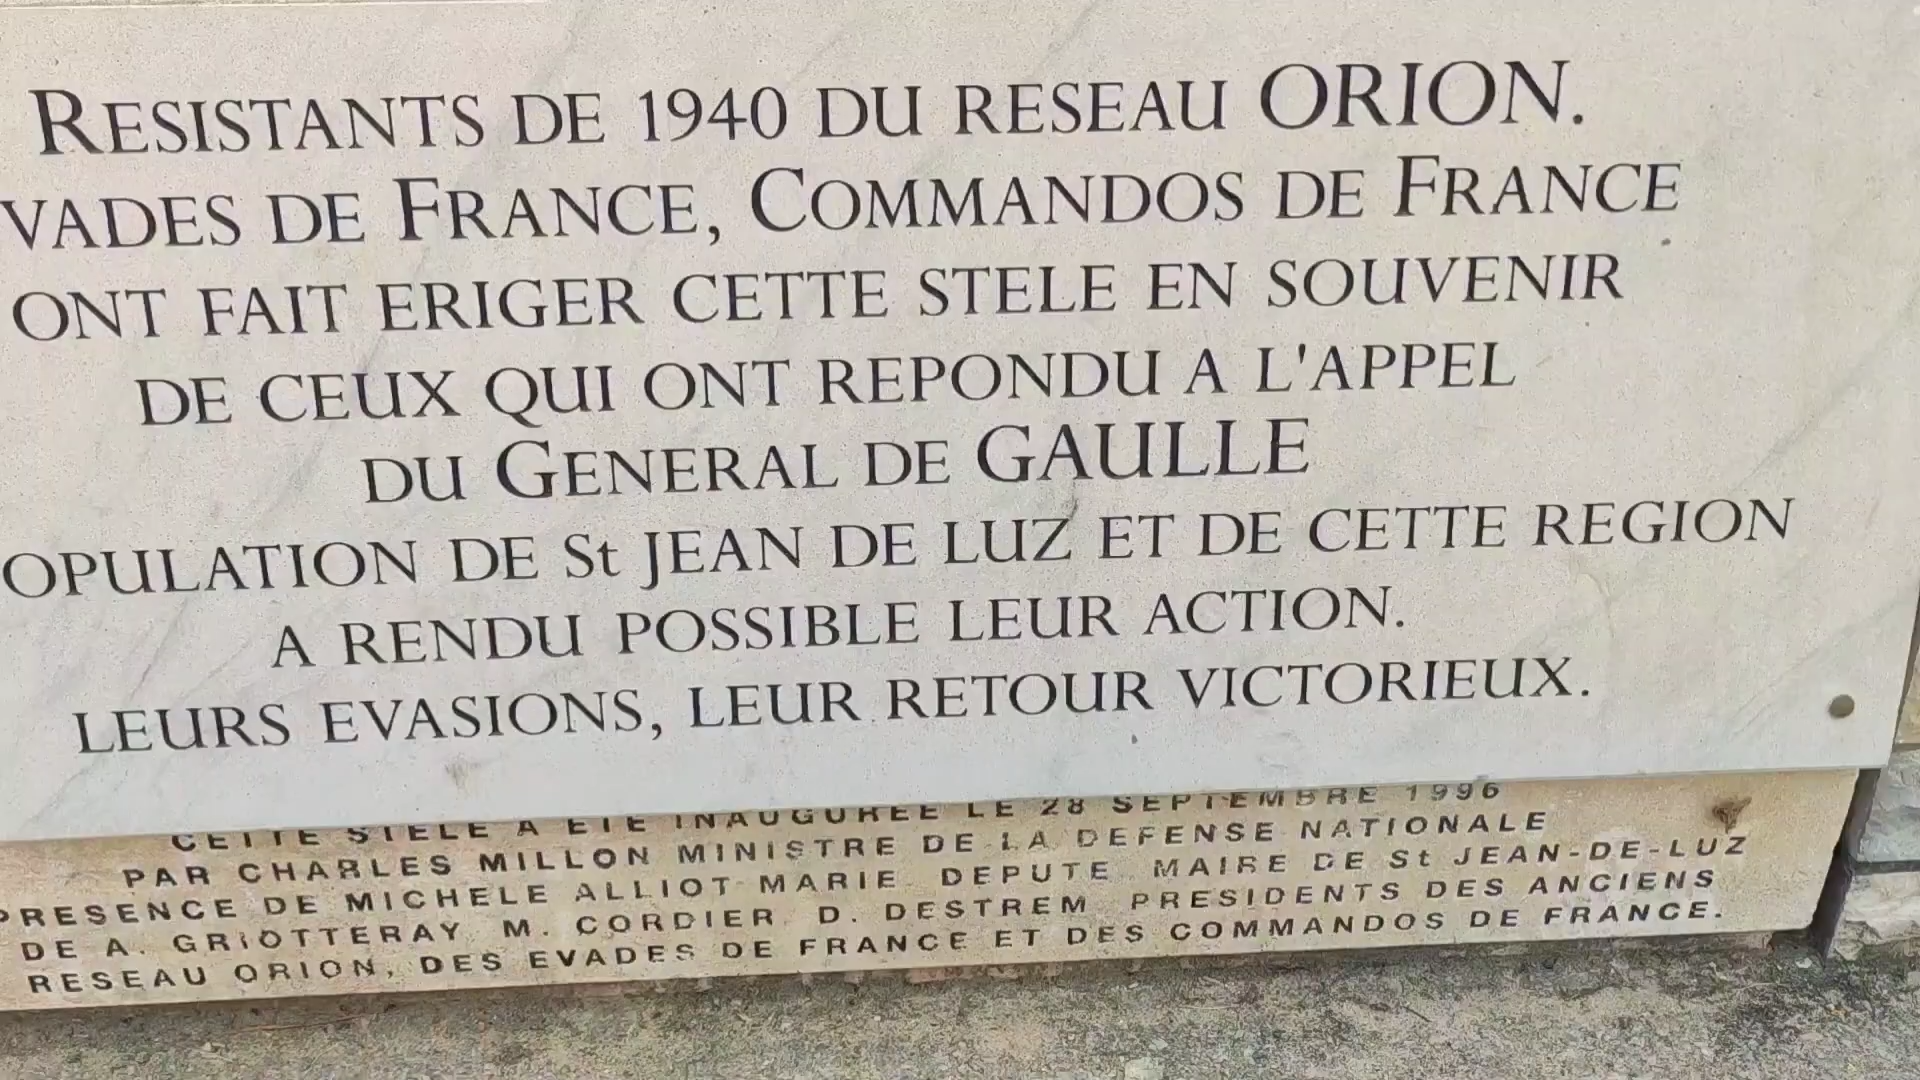 RESISTANTS DE 1940 DU RESEAU ORION.
VADES DE FRANCE, COMMANDOS DE FRANCE
ONT FAIT ERIGER CETTE STELE EN SOUVENIR
DE CEUX QUI ONT REPONDU A L'APPEL
DU GENERAL DE GAULLE
OPULATION DE St JEAN DE LUZ ET DE CETTE REGION
A RENDU POSSIBLE LEUR ACTION.
LEURS EVASIONS, LEUR RETOUR VICTORIEUX.
CETTE STELE A ETE INAUGUREE LE 28 SEPTEMBRE 1996
PAR CHARLES MILLON MINISTRE DE LA DEFENSE NATIONALE
PRESENCE DE MICHELE ALLIOT-MARIE DEPUTE MAIRE DE St JEAN-DE-LUZ
DE A. GRIOTTERAY M. CORDIER D. DESTREM PRESIDENTS DES ANCIENS
RESEAU ORION, DES EVADES DE FRANCE ET DES COMMANDOS DE FRANCE.